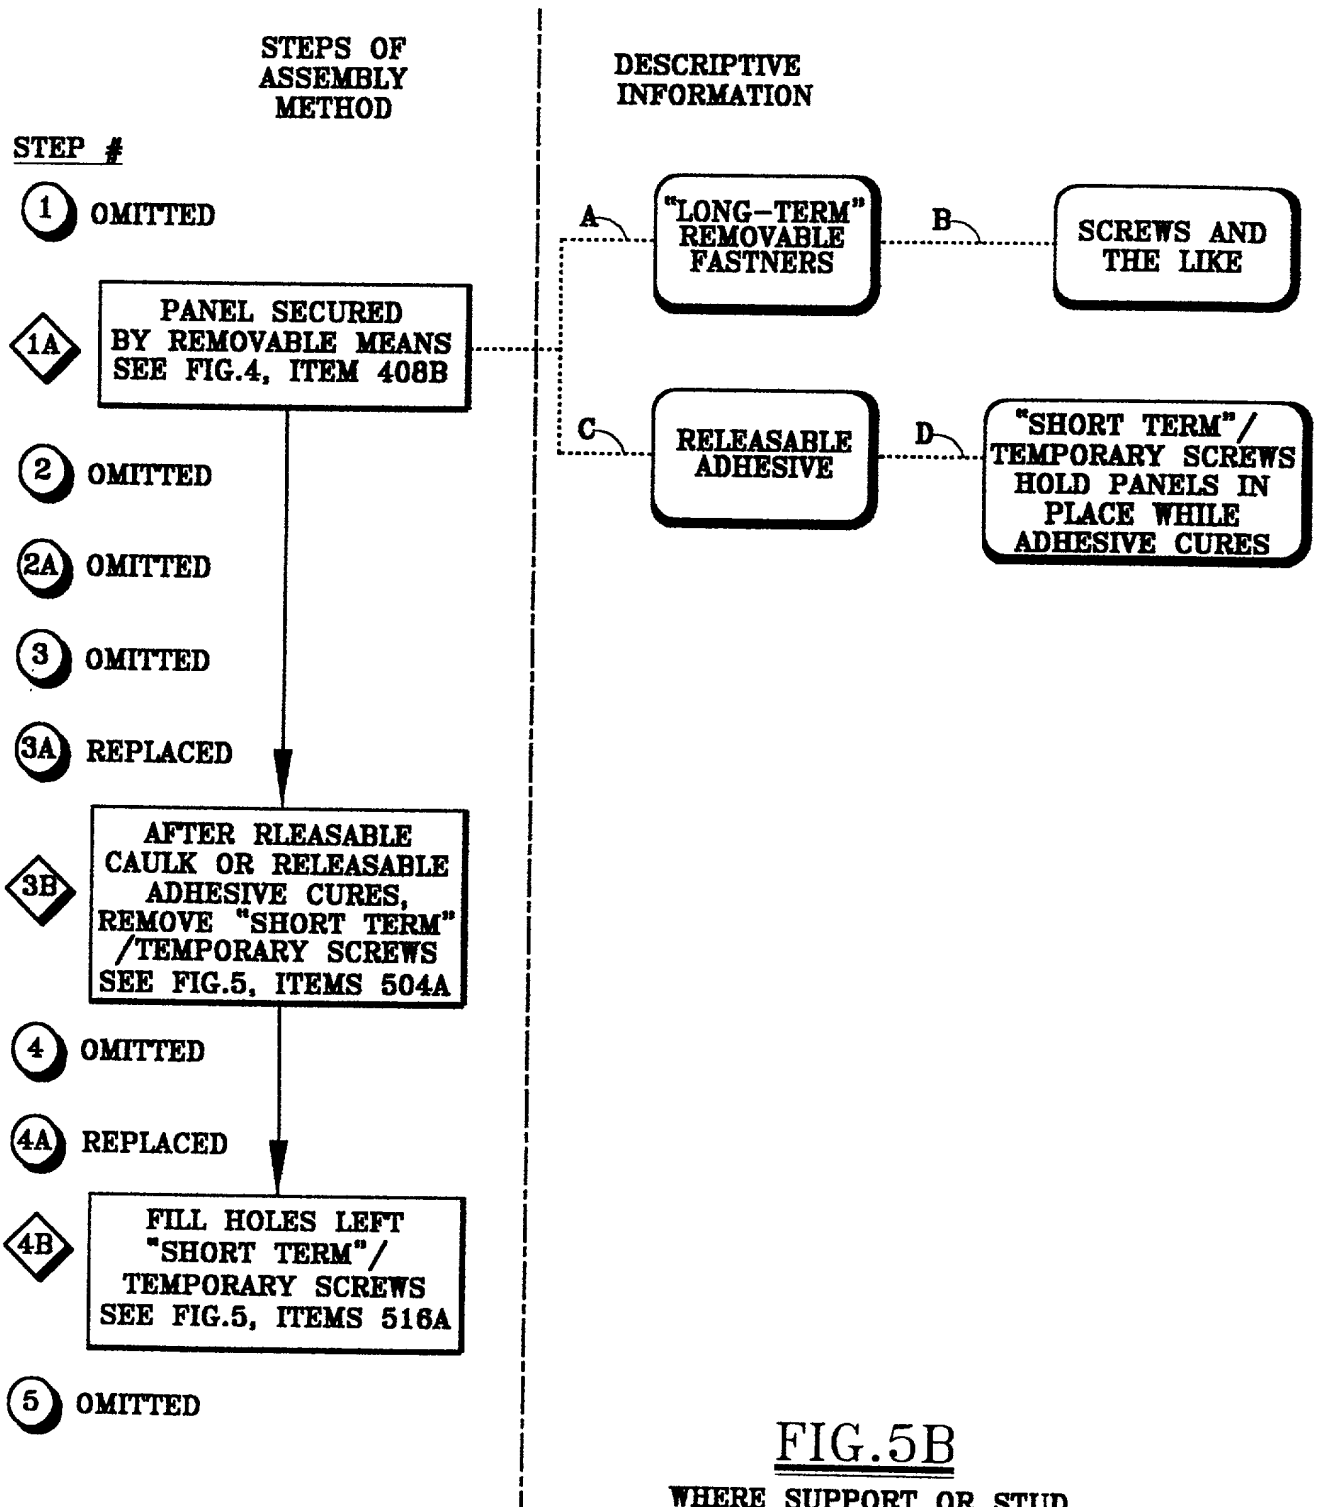 STEPS OF
ASSEMBLY
METHOD
DESCRIPTIVE
INFORMATION
STEP #
1 OMITTED
1A
PANEL SECURED
BY REMOVABLE MEANS
SEE FIG.4, ITEM 408B
A
"LONG-TERM"
REMOVABLE
FASTNERS
B
SCREWS AND
THE LIKE
C
RELEASABLE
ADHESIVE
D
"SHORT TERM"/
TEMPORARY SCREWS
HOLD PANELS IN
PLACE WHILE
ADHESIVE CURES
2 OMITTED
2A OMITTED
3 OMITTED
3A REPLACED
3B
AFTER RLEASABLE
CAULK OR RELEASABLE
ADHESIVE CURES,
REMOVE "SHORT TERM"
/TEMPORARY SCREWS
SEE FIG.5, ITEMS 504A
4 OMITTED
4A REPLACED
4B
FILL HOLES LEFT
"SHORT TERM"/
TEMPORARY SCREWS
SEE FIG.5, ITEMS 516A
5 OMITTED
FIG.5B
WHERE SUPPORT OR STUD